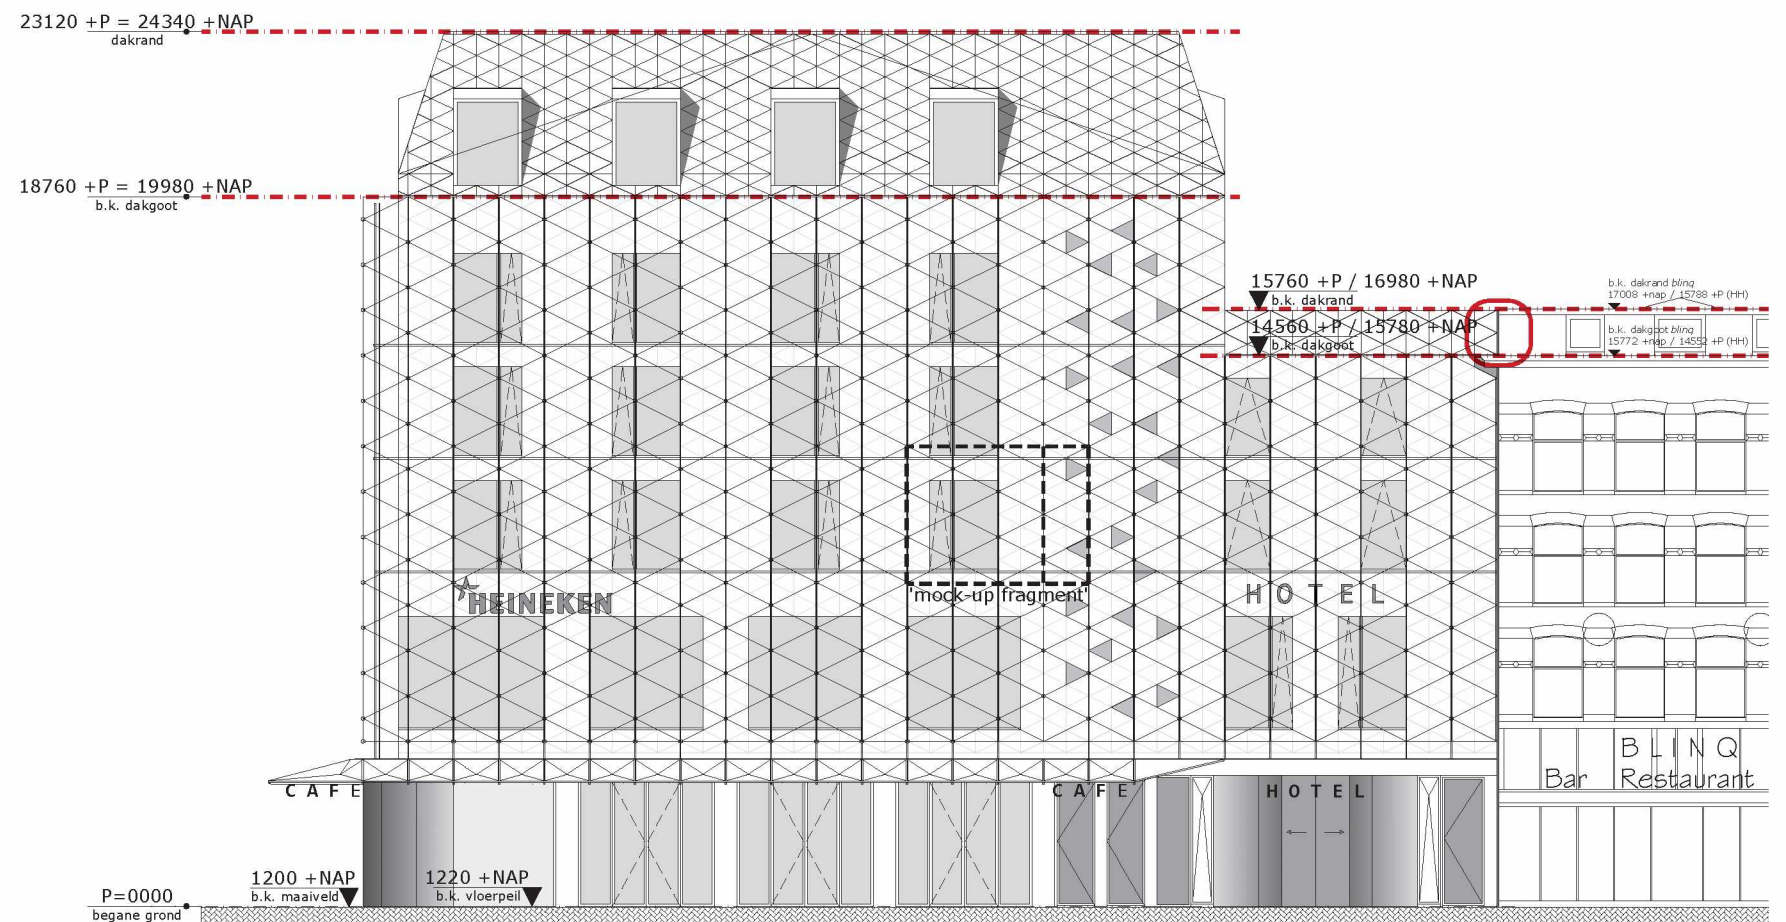 23120 +P = 24340 +NAP
dakrand
18760 +P = 19980 +NAP
b.k. dakgoot
15760 +P / 16980 +NAP
b.k. dakrand
14560 +P / 15780 +NAP
b.k. dakgoot
b.k. dakrand blinq
17008 +nap / 15788 +P (HH)
b.k. dakgoot blinq
15772 +nap / 14552 +P (HH)
HEINEKEN
'mock-up fragment'
HOTEL
BLINQ
Bar Restaurant
CAFE
CAFE
HOTEL
1200 +NAP
b.k. maaiveld
1220 +NAP
b.k. vloerpeil
P=0000
begane grond